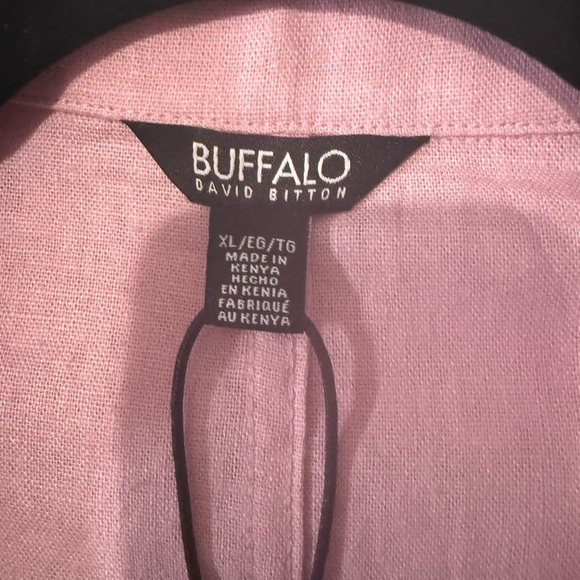 BUFFALO
DAVID BITTON
XL/EG/TG
MADE IN
KENYA
HECHO
EN KENIA
FABRIQUÉ
AU KENYA